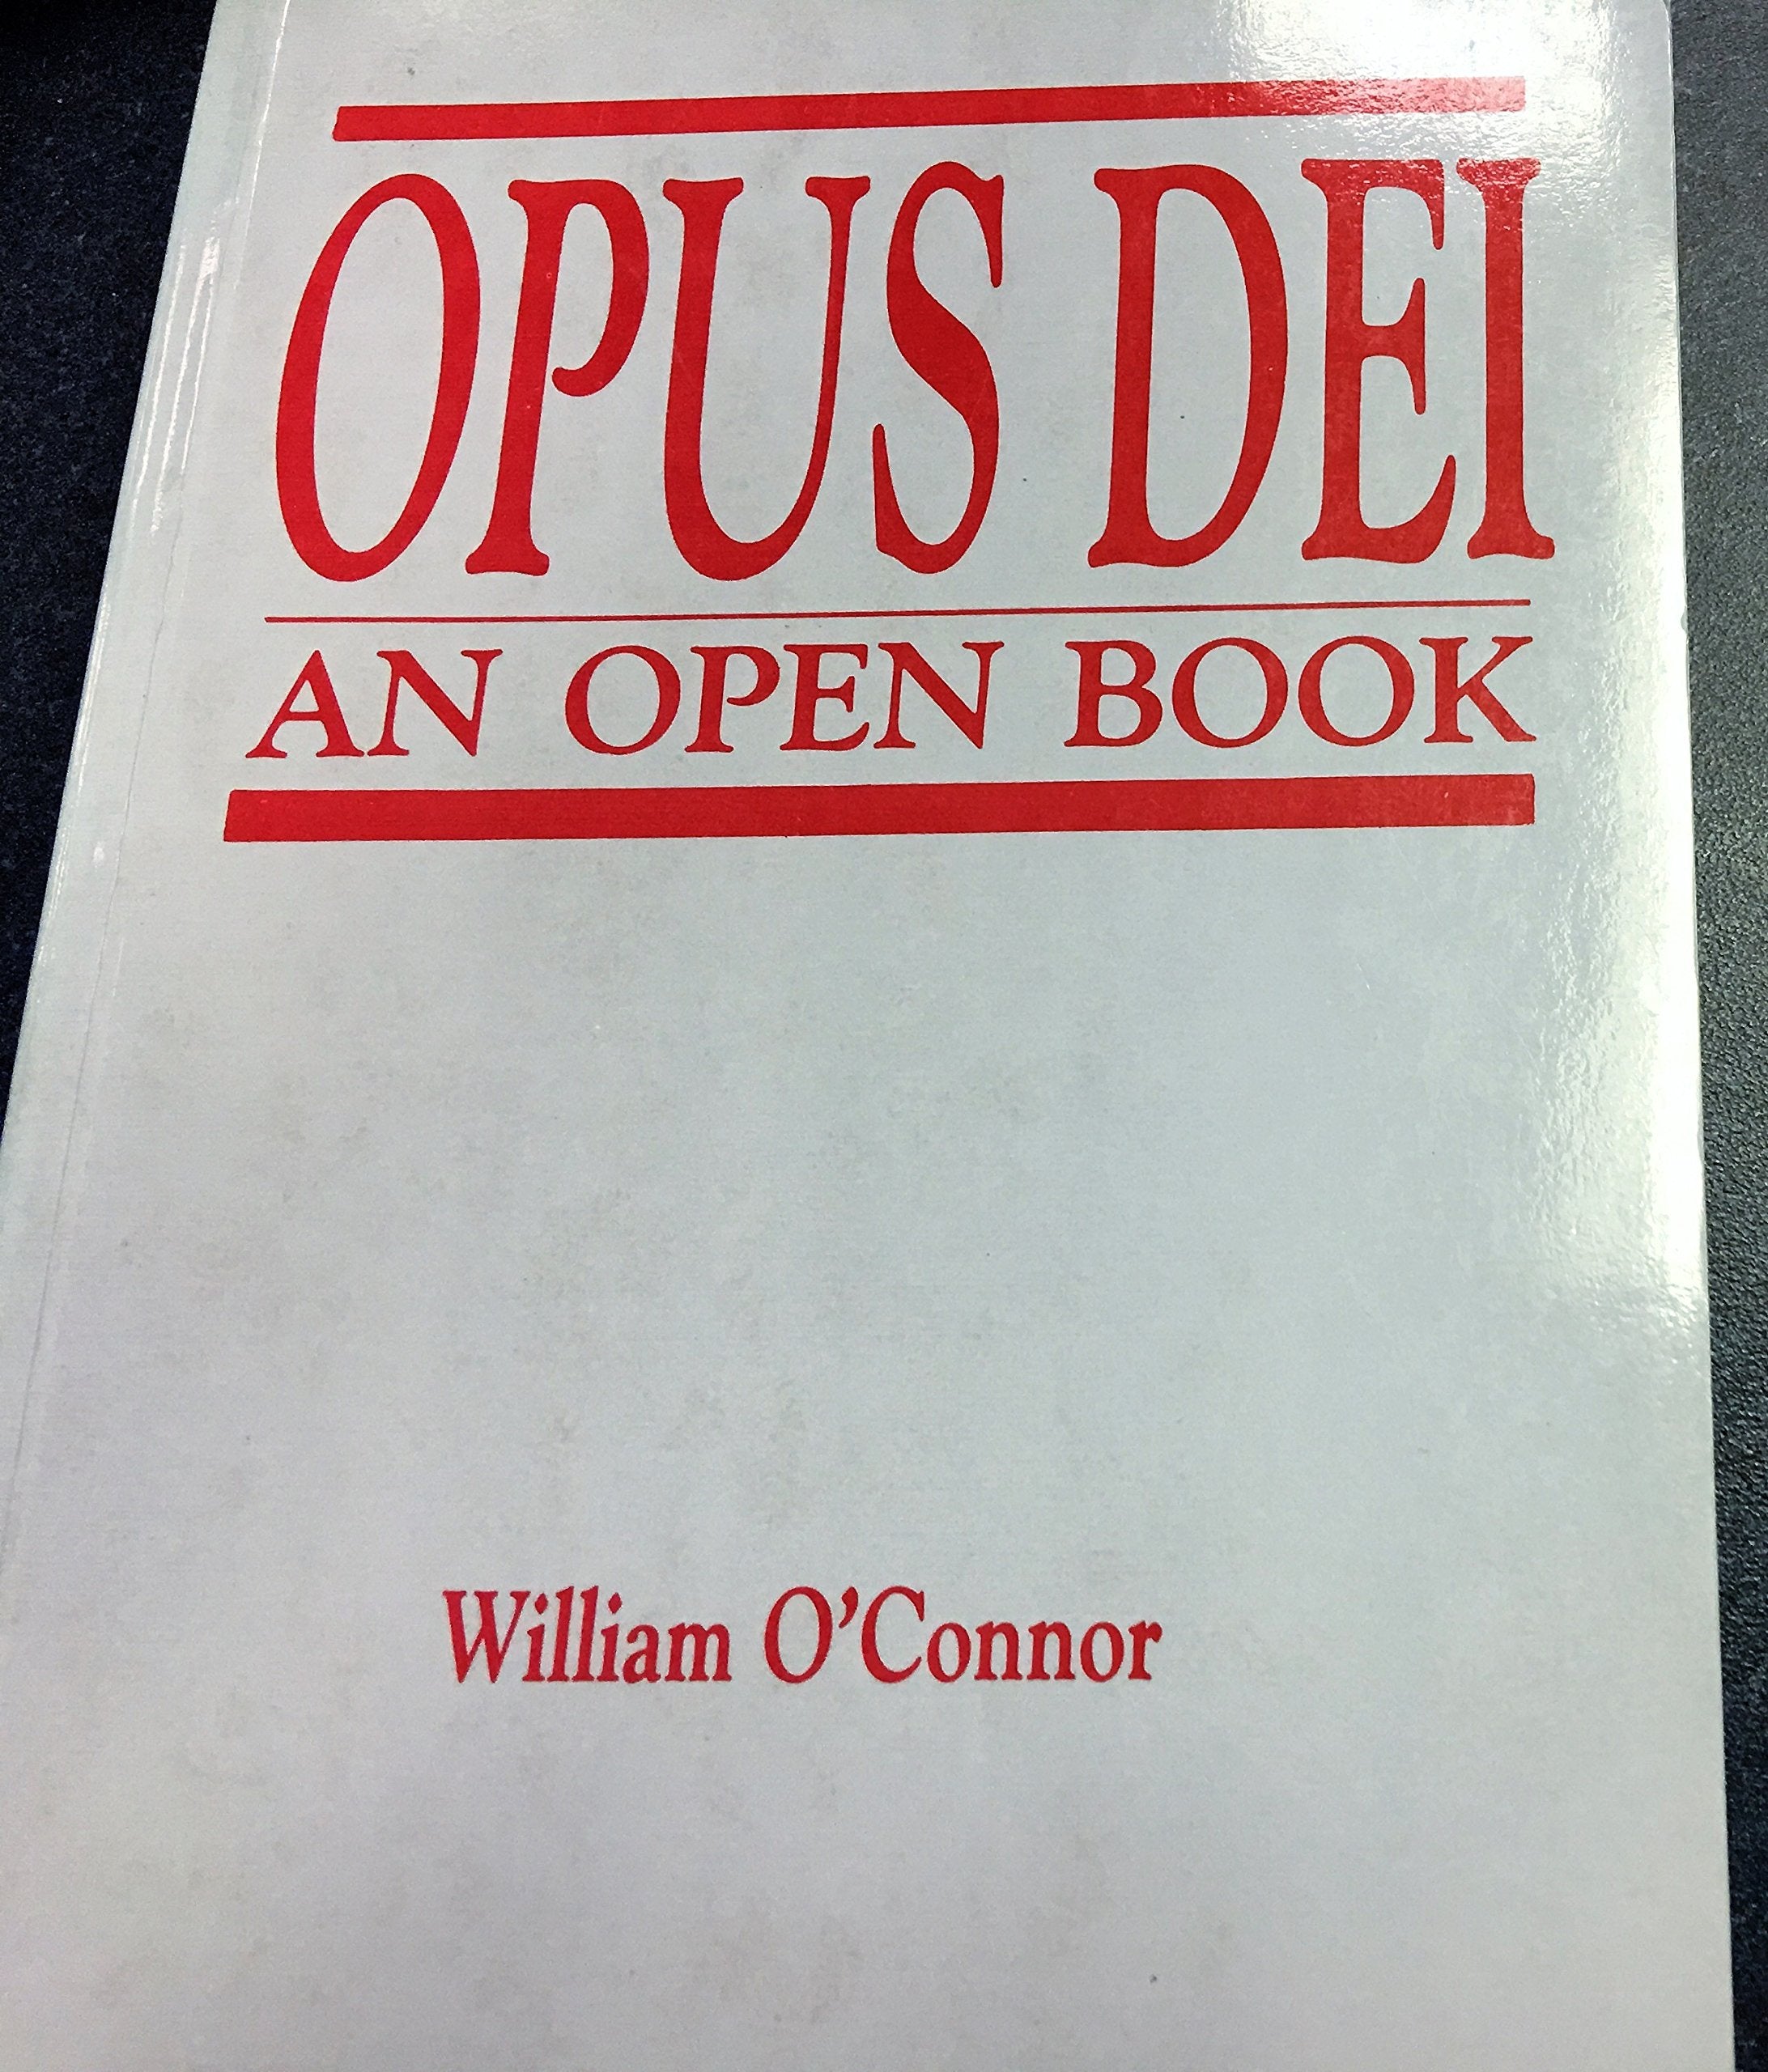 OPUS DEI
AN OPEN BOOK
William O'Connor